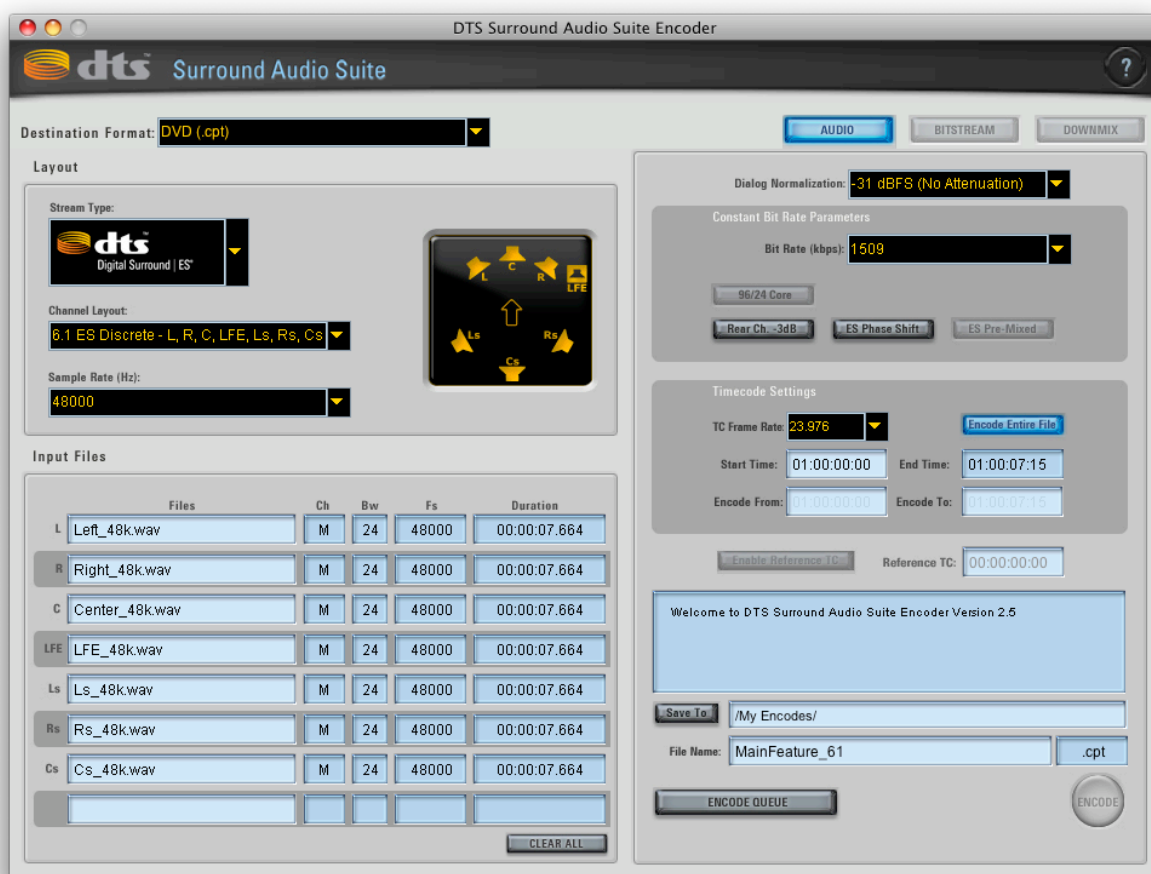 DTS Surround Audio Suite Encoder
dts™ Surround Audio Suite
?
Destination Format: DVD (.cpt)
AUDIO BITSTREAM DOWNMIX
Layout
Stream Type:
dts™
Digital Surround | ES®
Channel Layout:
6.1 ES Discrete - L, R, C, LFE, Ls, Rs, Cs
Sample Rate (Hz):
48000
L C R LFE
Ls Rs
Cs
Input Files
Files Ch Bw Fs Duration
L Left_48k.wav M 24 48000 00:00:07.664
R Right_48k.wav M 24 48000 00:00:07.664
C Center_48k.wav M 24 48000 00:00:07.664
LFE LFE_48k.wav M 24 48000 00:00:07.664
Ls Ls_48k.wav M 24 48000 00:00:07.664
Rs Rs_48k.wav M 24 48000 00:00:07.664
Cs Cs_48k.wav M 24 48000 00:00:07.664
CLEAR ALL
Dialog Normalization: -31 dBFS (No Attenuation)
Constant Bit Rate Parameters
Bit Rate (kbps): 1509
96/24 Core
Rear Ch. -3dB ES Phase Shift ES Pre-Mixed
Timecode Settings
TC Frame Rate: 23.976 Encode Entire File
Start Time: 01:00:00:00 End Time: 01:00:07:15
Encode From: 01:00:00:00 Encode To: 01:00:07:15
Enable Reference TC Reference TC: 00:00:00:00
Welcome to DTS Surround Audio Suite Encoder Version 2.5
Save To /My Encodes/
File Name: MainFeature_61 .cpt
ENCODE QUEUE ENCODE